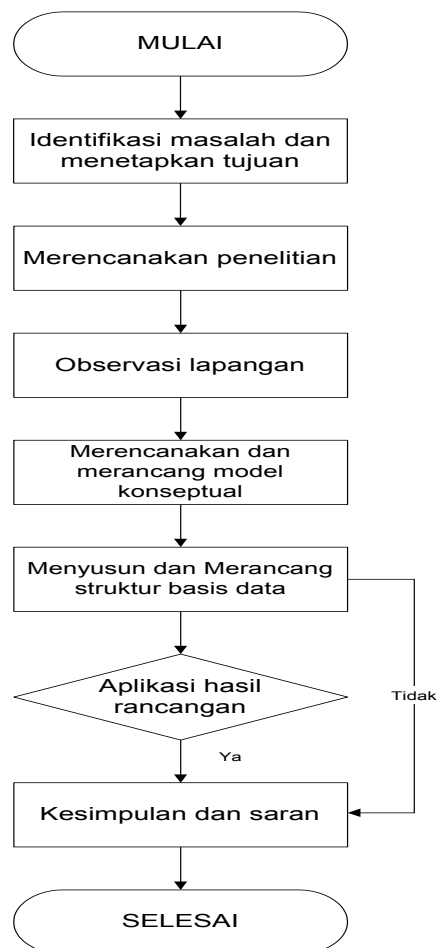 MULAI
Identifikasi masalah dan
menetapkan tujuan
Merencanakan penelitian
Observasi lapangan
Merencanakan dan
merancang model
konseptual
Menyusun dan Merancang
struktur basis data
Aplikasi hasil
rancangan
Tidak
Ya
Kesimpulan dan saran
SELESAI